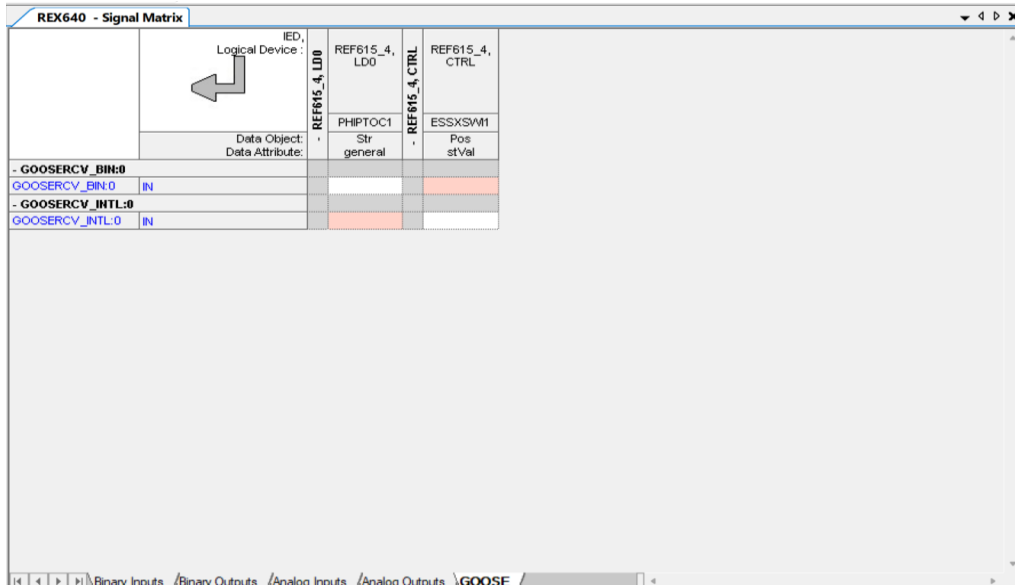 REX640 - Signal Matrix
IED,
Logical Device :
- REF615_4, LD0
REF615_4,
LD0
- REF615_4, CTRL
REF615_4,
CTRL
PHIPTOC1
ESSXSWI1
Data Object:
Data Attribute:
Str
general
Pos
stVal
- GOOSERCV_BIN:0
GOOSERCV_BIN:0 IN
- GOOSERCV_INTL:0
GOOSERCV_INTL:0 IN
Binary Inputs Binary Outputs Analog Inputs Analog Outputs GOOSE